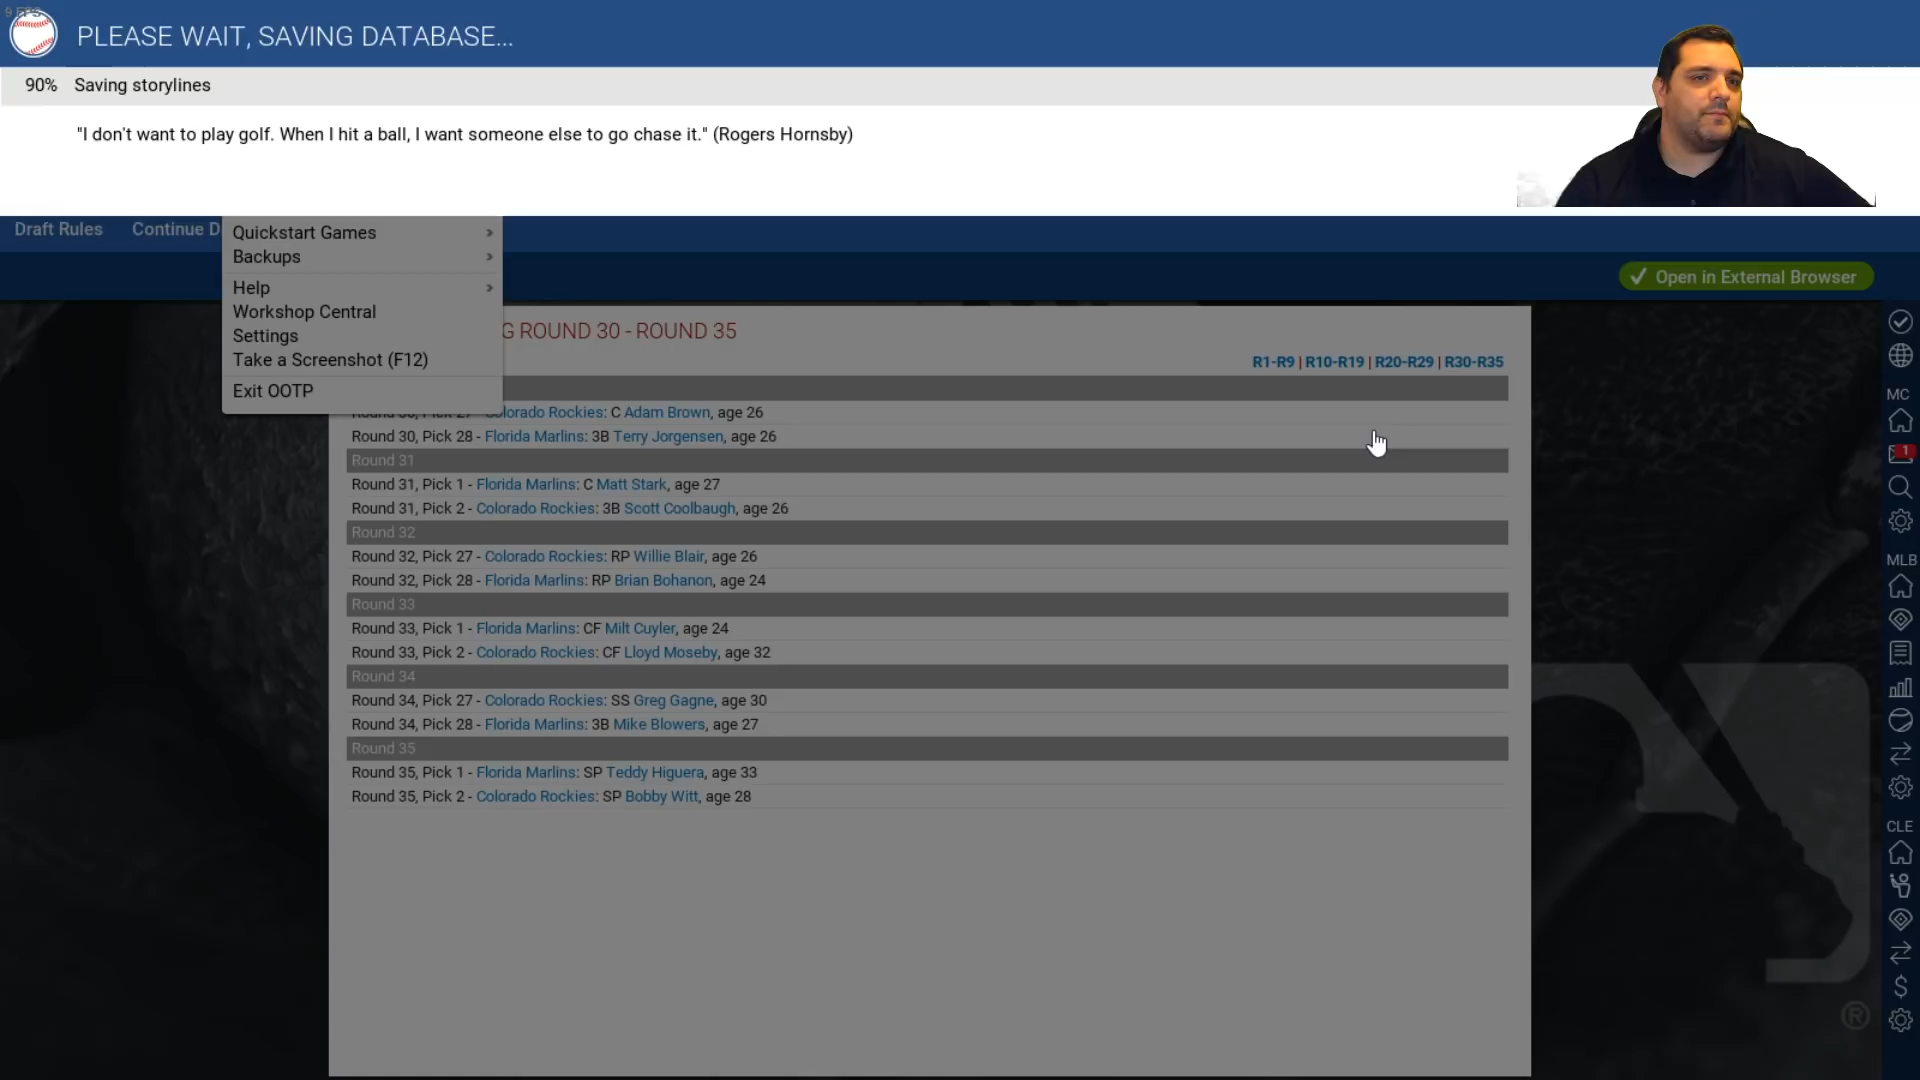 9 FPS
PLEASE WAIT, SAVING DATABASE...
90% Saving storylines
"I don't want to play golf. When I hit a ball, I want someone else to go chase it." (Rogers Hornsby)
Draft Rules Continue D
Quickstart Games
Backups
Help
Workshop Central
Settings
Take a Screenshot (F12)
Exit OOTP
Open in External Browser
G ROUND 30 - ROUND 35
R1-R9 | R10-R19 | R20-R29 | R30-R35
Round 30, Pick 27 - Colorado Rockies: C Adam Brown, age 26
Round 30, Pick 28 - Florida Marlins: 3B Terry Jorgensen, age 26
Round 31
Round 31, Pick 1 - Florida Marlins: C Matt Stark, age 27
Round 31, Pick 2 - Colorado Rockies: 3B Scott Coolbaugh, age 26
Round 32
Round 32, Pick 27 - Colorado Rockies: RP Willie Blair, age 26
Round 32, Pick 28 - Florida Marlins: RP Brian Bohanon, age 24
Round 33
Round 33, Pick 1 - Florida Marlins: CF Milt Cuyler, age 24
Round 33, Pick 2 - Colorado Rockies: CF Lloyd Moseby, age 32
Round 34
Round 34, Pick 27 - Colorado Rockies: SS Greg Gagne, age 30
Round 34, Pick 28 - Florida Marlins: 3B Mike Blowers, age 27
Round 35
Round 35, Pick 1 - Florida Marlins: SP Teddy Higuera, age 33
Round 35, Pick 2 - Colorado Rockies: SP Bobby Witt, age 28
MC
1
MLB
CLE
$
®